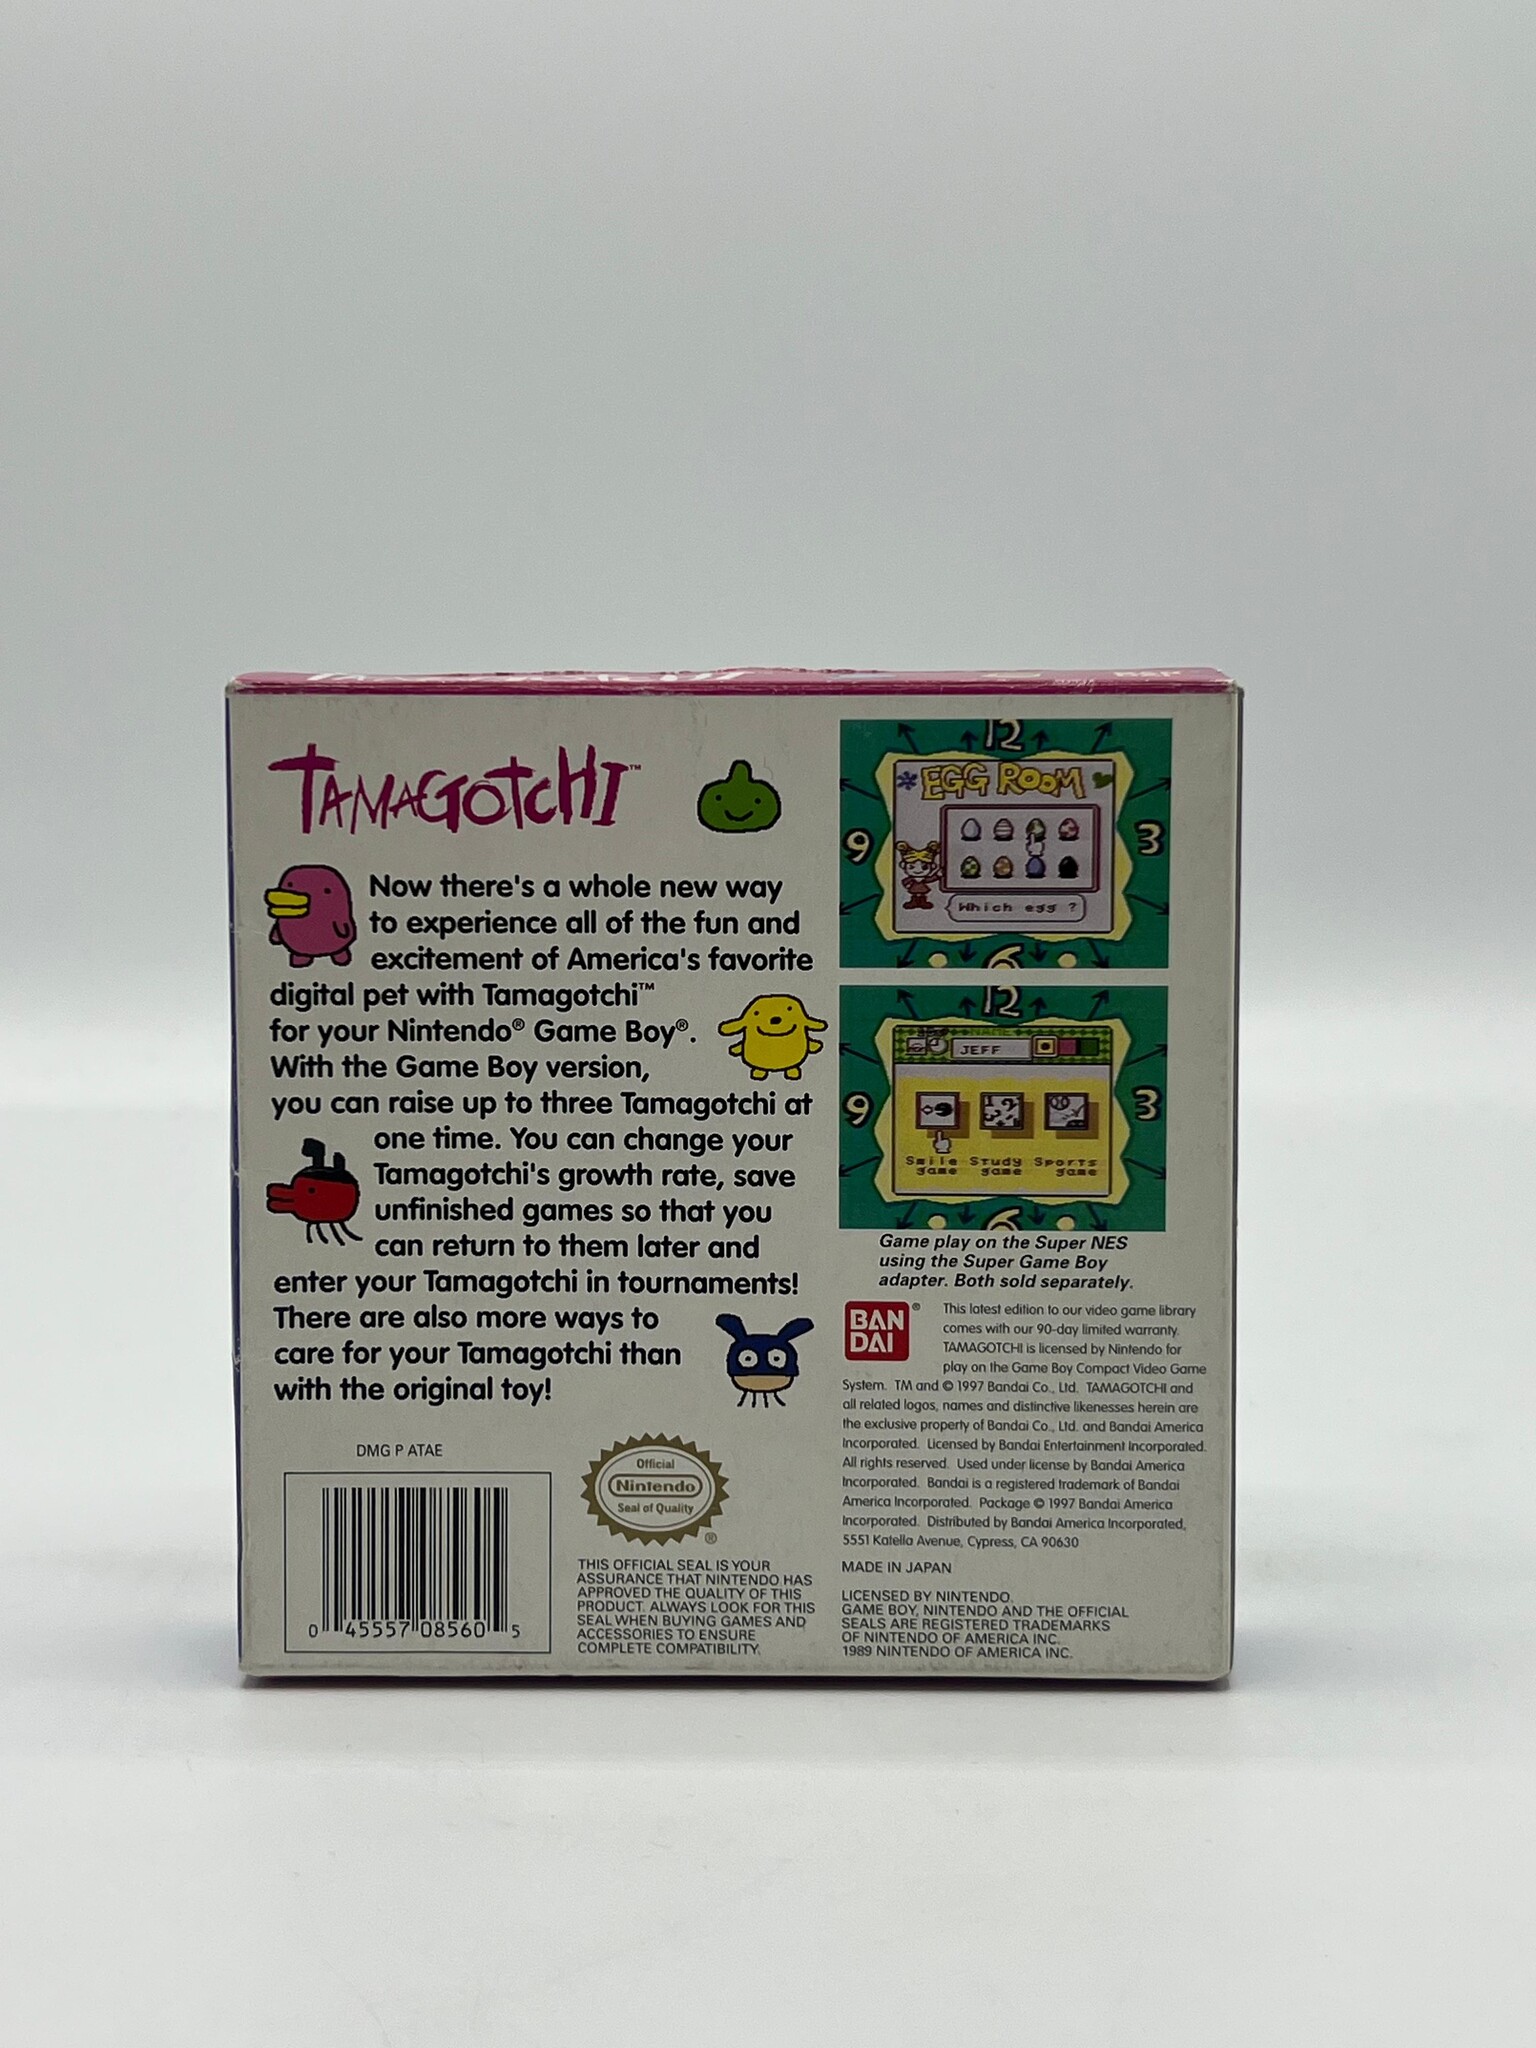 TAMAGOTCHI™
Now there's a whole new way
to experience all of the fun and
excitement of America's favorite
digital pet with Tamagotchi™
for your Nintendo® Game Boy®.
With the Game Boy version,
you can raise up to three Tamagotchi at
one time. You can change your
Tamagotchi's growth rate, save
unfinished games so that you
can return to them later and
enter your Tamagotchi in tournaments!
There are also more ways to
care for your Tamagotchi than
with the original toy!
DMG P ATAE
0 45557 08560 5
Official
Nintendo
Seal of Quality
®
THIS OFFICIAL SEAL IS YOUR
ASSURANCE THAT NINTENDO HAS
APPROVED THE QUALITY OF THIS
PRODUCT. ALWAYS LOOK FOR THIS
SEAL WHEN BUYING GAMES AND
ACCESSORIES TO ENSURE
COMPLETE COMPATIBILITY.
12
EGG ROOM
9
3
Which egg ?
6
12
NAME
JEFF
9
3
Smile Study Sports
game game game
6
Game play on the Super NES
using the Super Game Boy
adapter. Both sold separately.
BAN
DAI
®
This latest edition to our video game library
comes with our 90-day limited warranty.
TAMAGOTCHI is licensed by Nintendo for
play on the Game Boy Compact Video Game
System. TM and © 1997 Bandai Co., Ltd. TAMAGOTCHI and
all related logos, names and distinctive likenesses herein are
the exclusive property of Bandai Co., Ltd. and Bandai America
Incorporated. Licensed by Bandai Entertainment Incorporated.
All rights reserved. Used under license by Bandai America
Incorporated. Bandai is a registered trademark of Bandai
America Incorporated. Package © 1997 Bandai America
Incorporated. Distributed by Bandai America Incorporated,
5551 Katella Avenue, Cypress, CA 90630
MADE IN JAPAN
LICENSED BY NINTENDO.
GAME BOY, NINTENDO AND THE OFFICIAL
SEALS ARE REGISTERED TRADEMARKS
OF NINTENDO OF AMERICA INC.
1989 NINTENDO OF AMERICA INC.